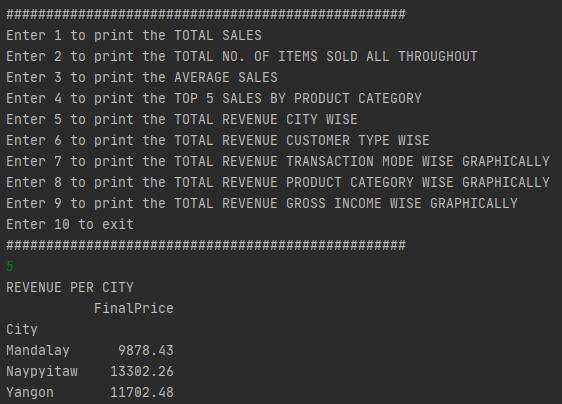 ##################################################
Enter 1 to print the TOTAL SALES
Enter 2 to print the TOTAL NO. OF ITEMS SOLD ALL THROUGHOUT
Enter 3 to print the AVERAGE SALES
Enter 4 to print the TOP 5 SALES BY PRODUCT CATEGORY
Enter 5 to print the TOTAL REVENUE CITY WISE
Enter 6 to print the TOTAL REVENUE CUSTOMER TYPE WISE
Enter 7 to print the TOTAL REVENUE TRANSACTION MODE WISE GRAPHICALLY
Enter 8 to print the TOTAL REVENUE PRODUCT CATEGORY WISE GRAPHICALLY
Enter 9 to print the TOTAL REVENUE GROSS INCOME WISE GRAPHICALLY
Enter 10 to exit
##################################################
5
REVENUE PER CITY
           FinalPrice
City
Mandalay      9878.43
Naypyitaw    13302.26
Yangon       11702.48